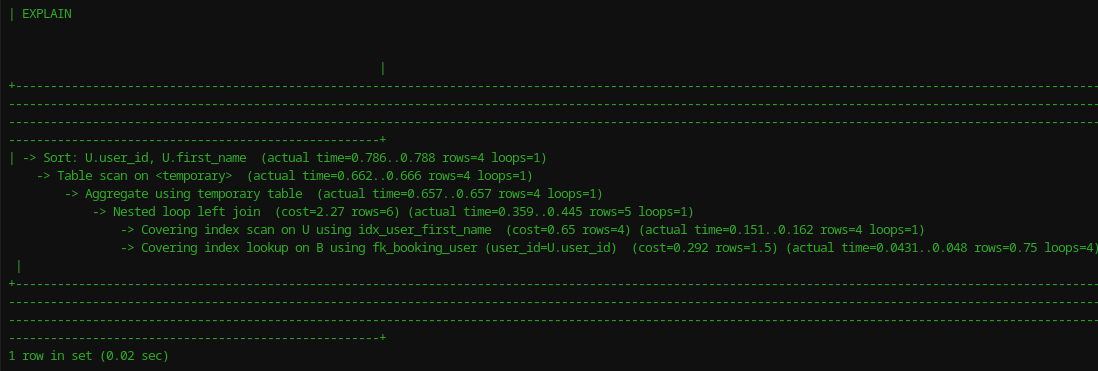 | EXPLAIN
|
+------------------------------------------------------------------------------------------------------------------------------------------------------------
------------------------------------------------------------------------------------------------------------------------------------------------------------
------------------------------------------------------------------------------------------------------------------------------------------------------------
-----------------------------------------------------+
| -> Sort: U.user_id, U.first_name  (actual time=0.786..0.788 rows=4 loops=1)
    -> Table scan on <temporary>  (actual time=0.662..0.666 rows=4 loops=1)
        -> Aggregate using temporary table  (actual time=0.657..0.657 rows=4 loops=1)
            -> Nested loop left join  (cost=2.27 rows=6) (actual time=0.359..0.445 rows=5 loops=1)
                -> Covering index scan on U using idx_user_first_name  (cost=0.65 rows=4) (actual time=0.151..0.162 rows=4 loops=1)
                -> Covering index lookup on B using fk_booking_user (user_id=U.user_id)  (cost=0.292 rows=1.5) (actual time=0.0431..0.048 rows=0.75 loops=4)
|
+------------------------------------------------------------------------------------------------------------------------------------------------------------
------------------------------------------------------------------------------------------------------------------------------------------------------------
------------------------------------------------------------------------------------------------------------------------------------------------------------
-----------------------------------------------------+
1 row in set (0.02 sec)